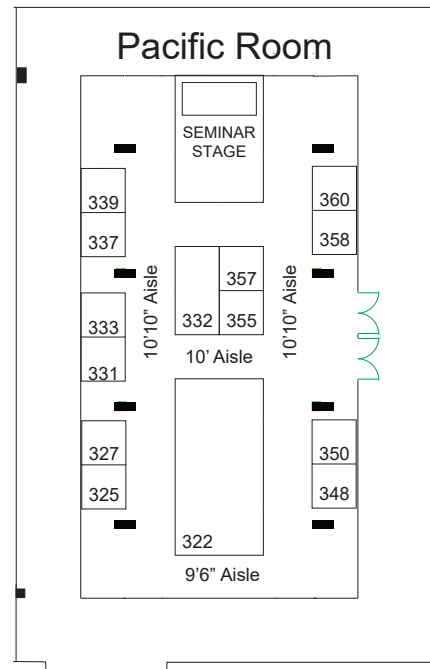 Pacific Room
SEMINAR
STAGE
339
360
337
358
357
10'10" Aisle
332
355
10'10" Aisle
333
331
10' Aisle
327
350
325
348
322
9'6" Aisle